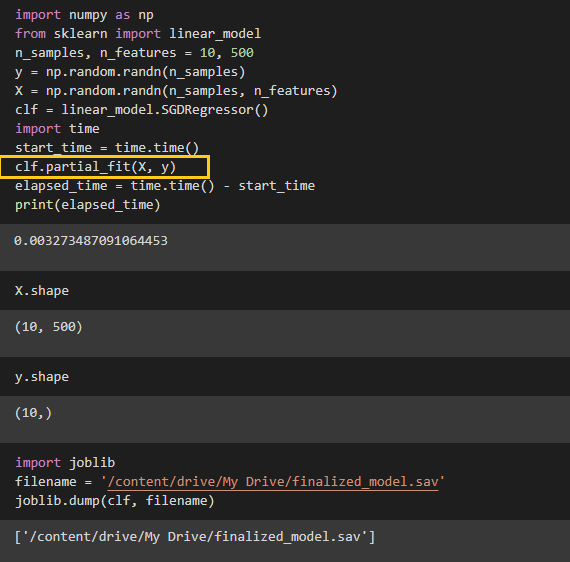 import numpy as np
from sklearn import linear_model
n_samples, n_features = 10, 500
y = np.random.randn(n_samples)
X = np.random.randn(n_samples, n_features)
clf = linear_model.SGDRegressor()
import time
start_time = time.time()
clf.partial_fit(X, y)
elapsed_time = time.time() - start_time
print(elapsed_time)
0.003273487091064453
X.shape
(10, 500)
y.shape
(10,)
import joblib
filename = '/content/drive/My Drive/finalized_model.sav'
joblib.dump(clf, filename)
['/content/drive/My Drive/finalized_model.sav']